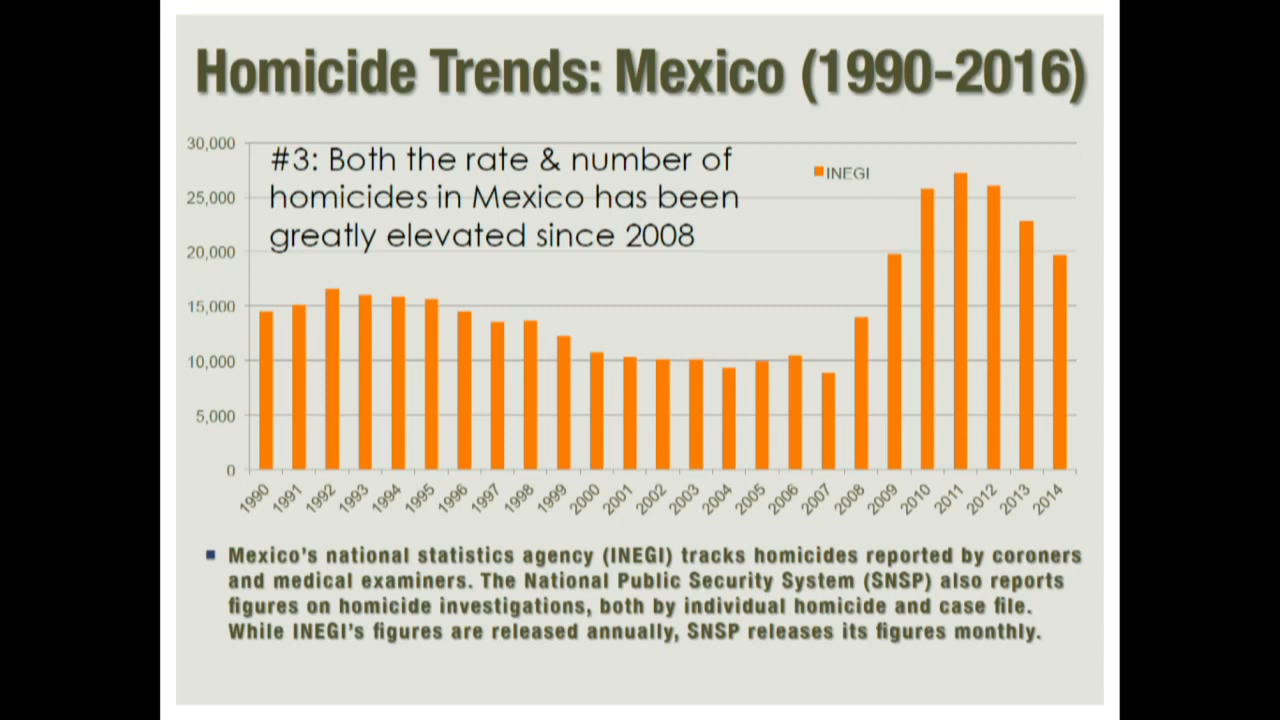 Homicide Trends: Mexico (1990-2016)
#3: Both the rate & number of
homicides in Mexico has been
greatly elevated since 2008
INEGI
30,000
25,000
20,000
15,000
10,000
5,000
0
1990 1991 1992 1993 1994 1995 1996 1997 1998 1999 2000 2001 2002 2003 2004 2005 2006 2007 2008 2009 2010 2011 2012 2013 2014
Mexico's national statistics agency (INEGI) tracks homicides reported by coroners
and medical examiners. The National Public Security System (SNSP) also reports
figures on homicide investigations, both by individual homicide and case file.
While INEGI's figures are released annually, SNSP releases its figures monthly.